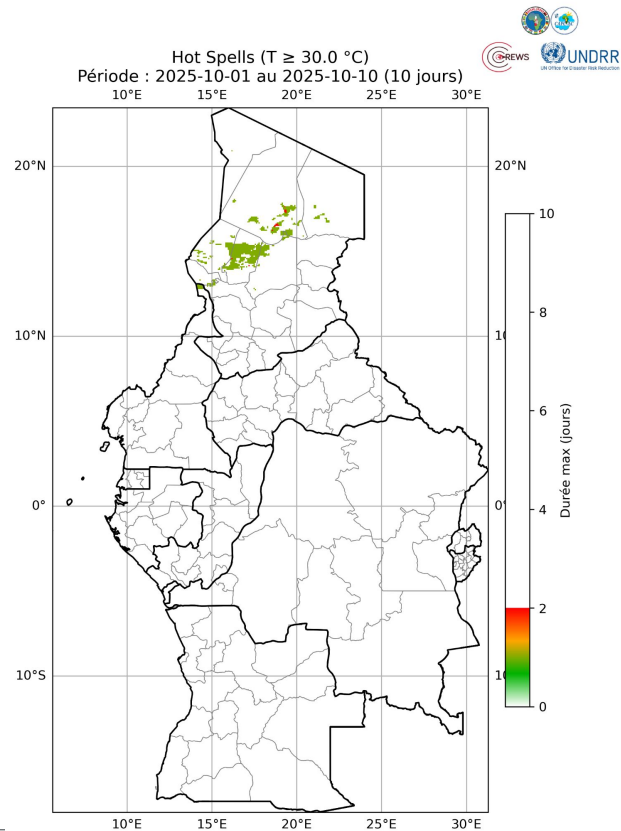 CREWS
UNDRR
UN Office for Disaster Risk Reduction
Hot Spells (T ≥ 30.0 °C)
Période : 2025-10-01 au 2025-10-10 (10 jours)
10°E 15°E 20°E 25°E 30°E
20°N 20°N
10°N 10
0° 0°
10°S 10
10°E 15°E 20°E 25°E 30°E
10
8
6
4
2
0
Durée max (jours)